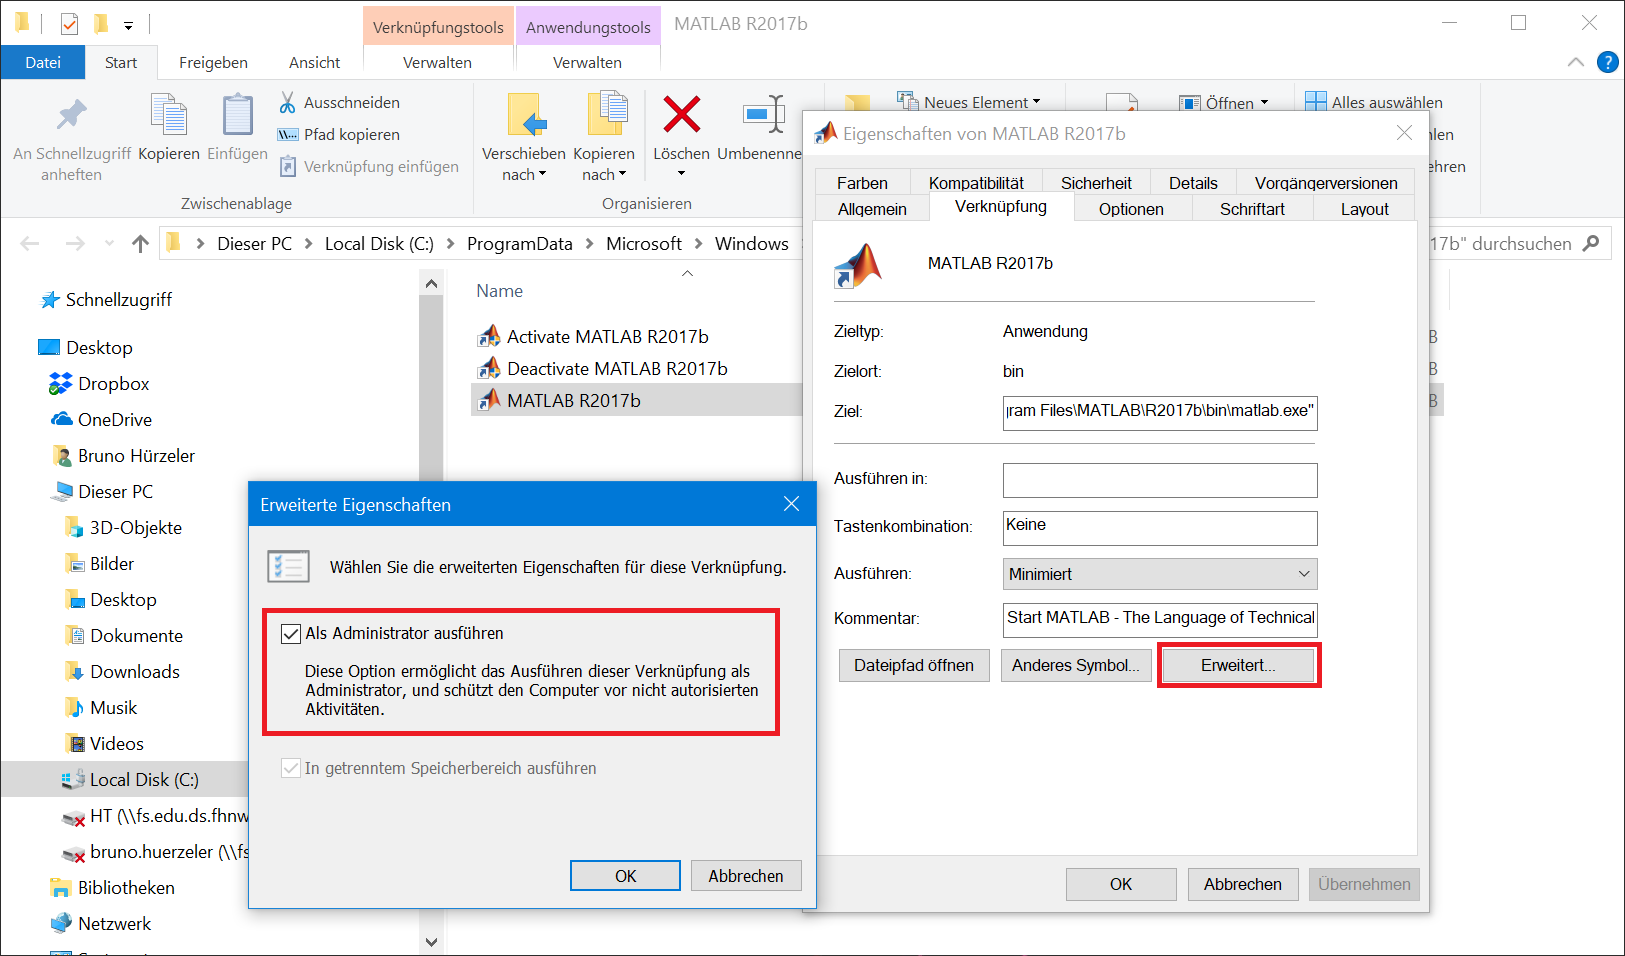 Verknüpfungstools
Anwendungstools
MATLAB R2017b
Datei
Start
Freigeben
Ansicht
Verwalten
Verwalten
?
An Schnellzugriff
anheften
Kopieren
Einfügen
Ausschneiden
Pfad kopieren
Verknüpfung einfügen
Zwischenablage
Verschieben
nach
Kopieren
nach
Löschen
Umbenenne
Organisieren
Neues Element
Öffnen
Alles auswählen
Dieser PC
Local Disk (C:)
ProgramData
Microsoft
Windows
17b" durchsuchen
Schnellzugriff
Desktop
Dropbox
OneDrive
Bruno Hürzeler
Dieser PC
3D-Objekte
Bilder
Desktop
Dokumente
Downloads
Musik
Videos
Local Disk (C:)
HT (\\fs.edu.ds.fhnw
bruno.huerzeler (\\fs
Bibliotheken
Netzwerk
Name
Activate MATLAB R2017b
Deactivate MATLAB R2017b
MATLAB R2017b
B
B
B
Eigenschaften von MATLAB R2017b
Farben
Kompatibilität
Sicherheit
Details
Vorgängerversionen
Allgemein
Verknüpfung
Optionen
Schriftart
Layout
MATLAB R2017b
Zieltyp: Anwendung
Zielort: bin
Ziel: gram Files\MATLAB\R2017b\bin\matlab.exe"
Ausführen in:
Tastenkombination: Keine
Ausführen: Minimiert
Kommentar: Start MATLAB - The Language of Technical
Dateipfad öffnen
Anderes Symbol...
Erweitert...
OK
Abbrechen
Übernehmen
Erweiterte Eigenschaften
Wählen Sie die erweiterten Eigenschaften für diese Verknüpfung.
Als Administrator ausführen
Diese Option ermöglicht das Ausführen dieser Verknüpfung als
Administrator, und schützt den Computer vor nicht autorisierten
Aktivitäten.
In getrenntem Speicherbereich ausführen
OK
Abbrechen